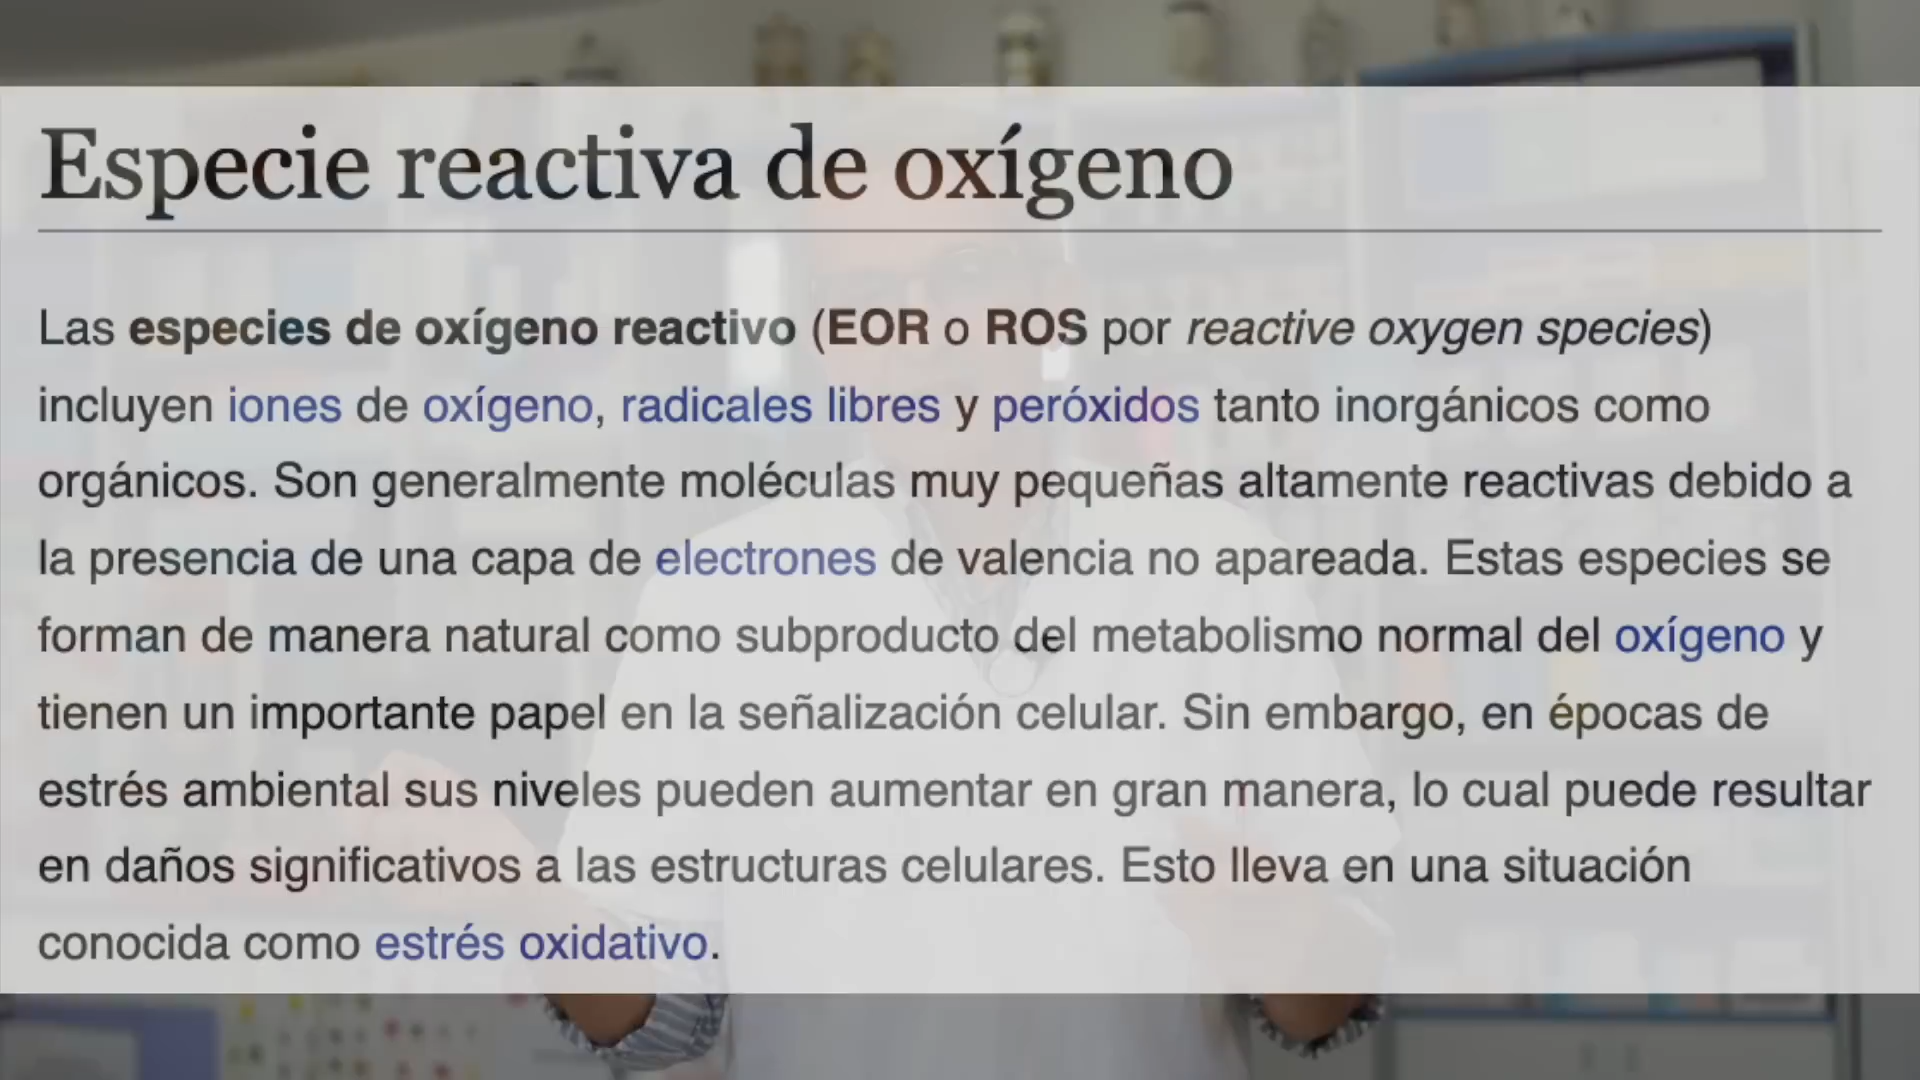 Especie reactiva de oxígeno
Las especies de oxígeno reactivo (EOR o ROS por reactive oxygen species)
incluyen iones de oxígeno, radicales libres y peróxidos tanto inorgánicos como
orgánicos. Son generalmente moléculas muy pequeñas altamente reactivas debido a
la presencia de una capa de electrones de valencia no apareada. Estas especies se
forman de manera natural como subproducto del metabolismo normal del oxígeno y
tienen un importante papel en la señalización celular. Sin embargo, en épocas de
estrés ambiental sus niveles pueden aumentar en gran manera, lo cual puede resultar
en daños significativos a las estructuras celulares. Esto lleva en una situación
conocida como estrés oxidativo.